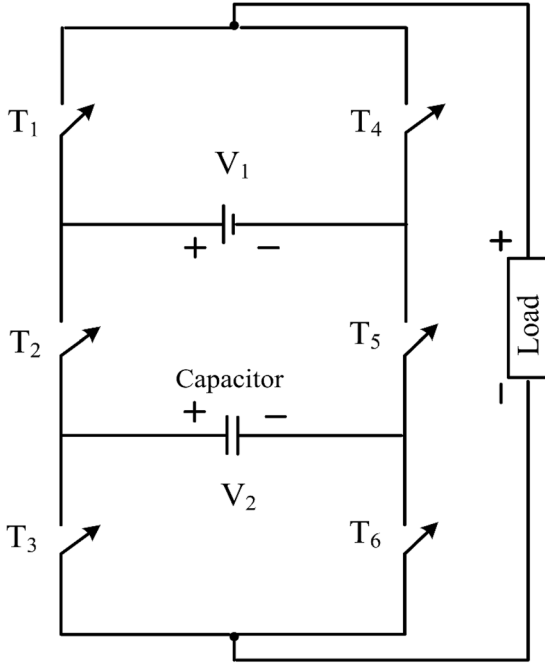 T₁
T₄
V₁
+ −
+
Load
T₂
T₅
Capacitor
+ −
−
V₂
T₃
T₆